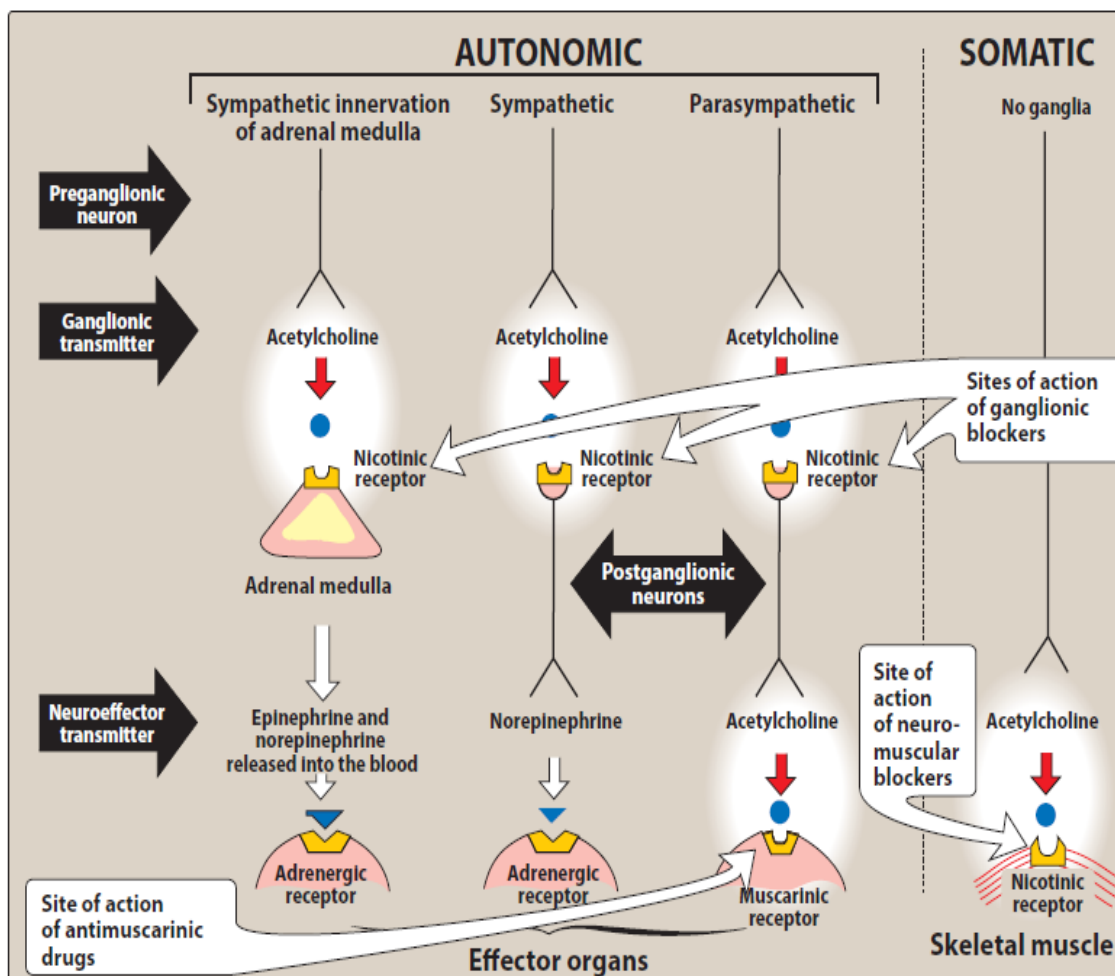 AUTONOMIC
SOMATIC
Sympathetic innervation
of adrenal medulla
Sympathetic
Parasympathetic
No ganglia
Preganglionic
neuron
Ganglionic
transmitter
Acetylcholine
Acetylcholine
Acetylcholine
Sites of action
of ganglionic
blockers
Nicotinic
receptor
Nicotinic
receptor
Nicotinic
receptor
Adrenal medulla
Postganglionic
neurons
Neuroeffector
transmitter
Epinephrine and
norepinephrine
released into the blood
Norepinephrine
Acetylcholine
Site of
action
of neuro-
muscular
blockers
Acetylcholine
Adrenergic
receptor
Adrenergic
receptor
Muscarinic
receptor
Nicotinic
receptor
Site of action
of antimuscarinic
drugs
Effector organs
Skeletal muscle